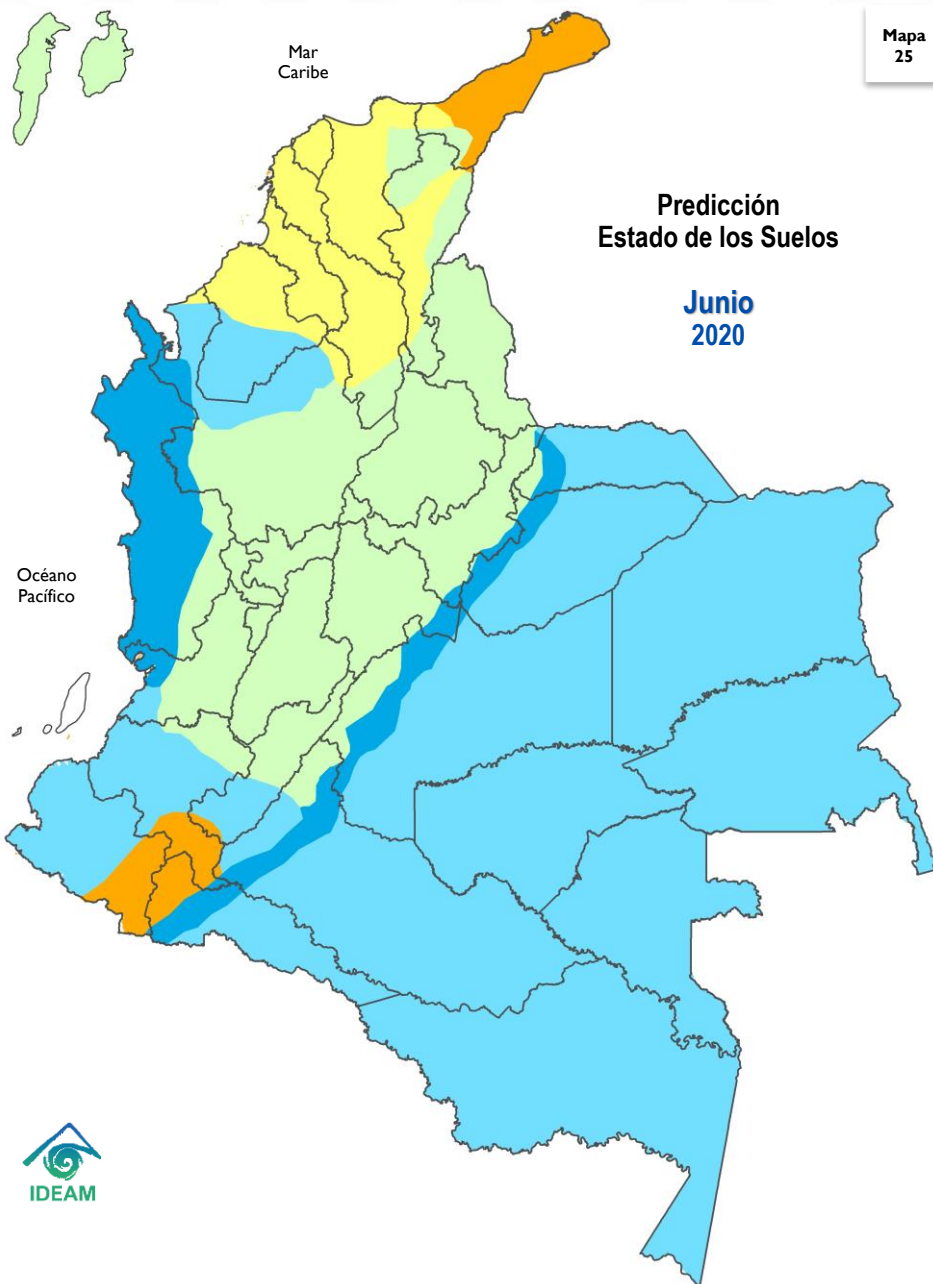 Mar
Caribe
Mapa
25
Predicción
Estado de los Suelos
Junio
2020
Océano
Pacífico
IDEAM